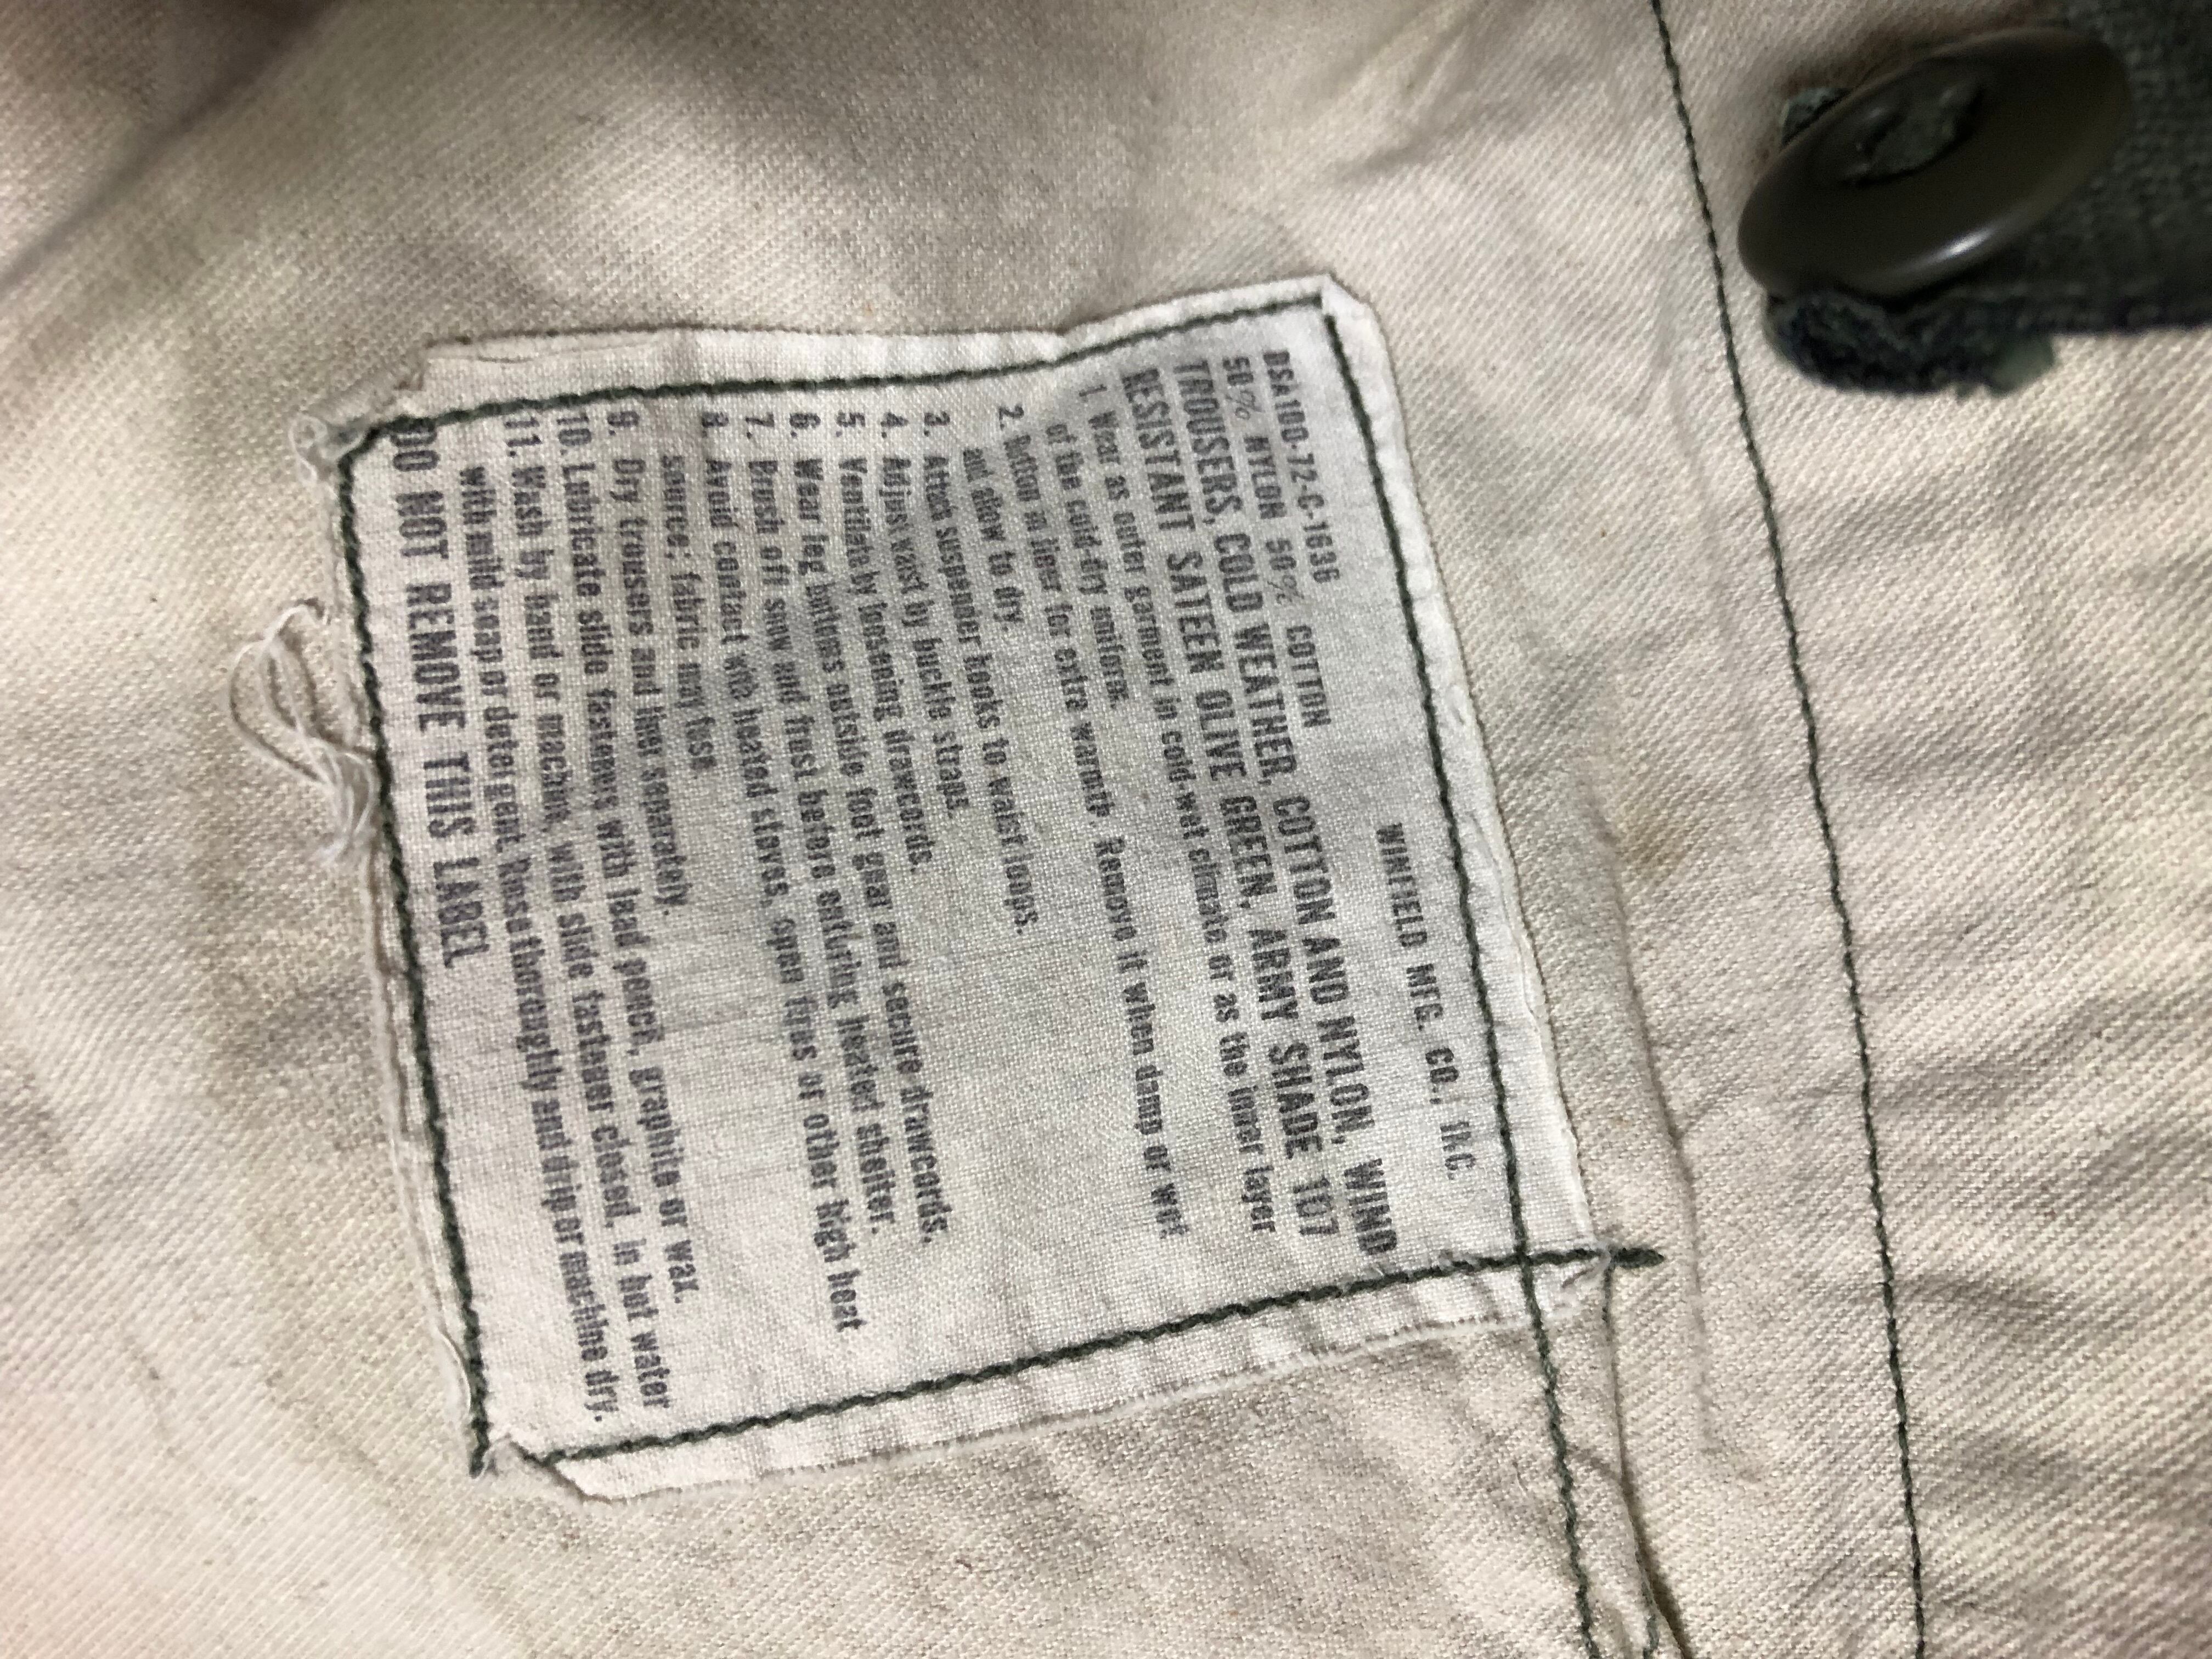 WINFIELD MFG. CO., INC.
DSA100-72-C-1636
50% NYLON 50% COTTON
TROUSERS, COLD WEATHER, COTTON AND NYLON, WIND
RESISTANT SATEEN OLIVE GREEN, ARMY SHADE 107
1. Wear as outer garment in cold-wet climate or as the inner layer
of the cold-dry uniform.
2. Button in liner for extra warmth. Remove it when damp or wet
and allow to dry.
3. Attach suspender hooks to waist loops.
4. Adjust waist by buckle straps.
5. Ventilate by loosening drawcords.
6. Wear leg bottoms outside foot gear and secure drawcords.
7. Brush off snow and frost before entering heated shelter.
8. Avoid contact with heated stoves, open fires or other high heat
source; fabric may fuse.
9. Dry trousers and liner separately.
10. Lubricate slide fasteners with lead pencil, graphite or wax.
11. Wash by hand or machine, with slide fastener closed, in hot water
with mild soap or detergent, Rinse thoroughly and drip or machine dry.
DO NOT REMOVE THIS LABEL